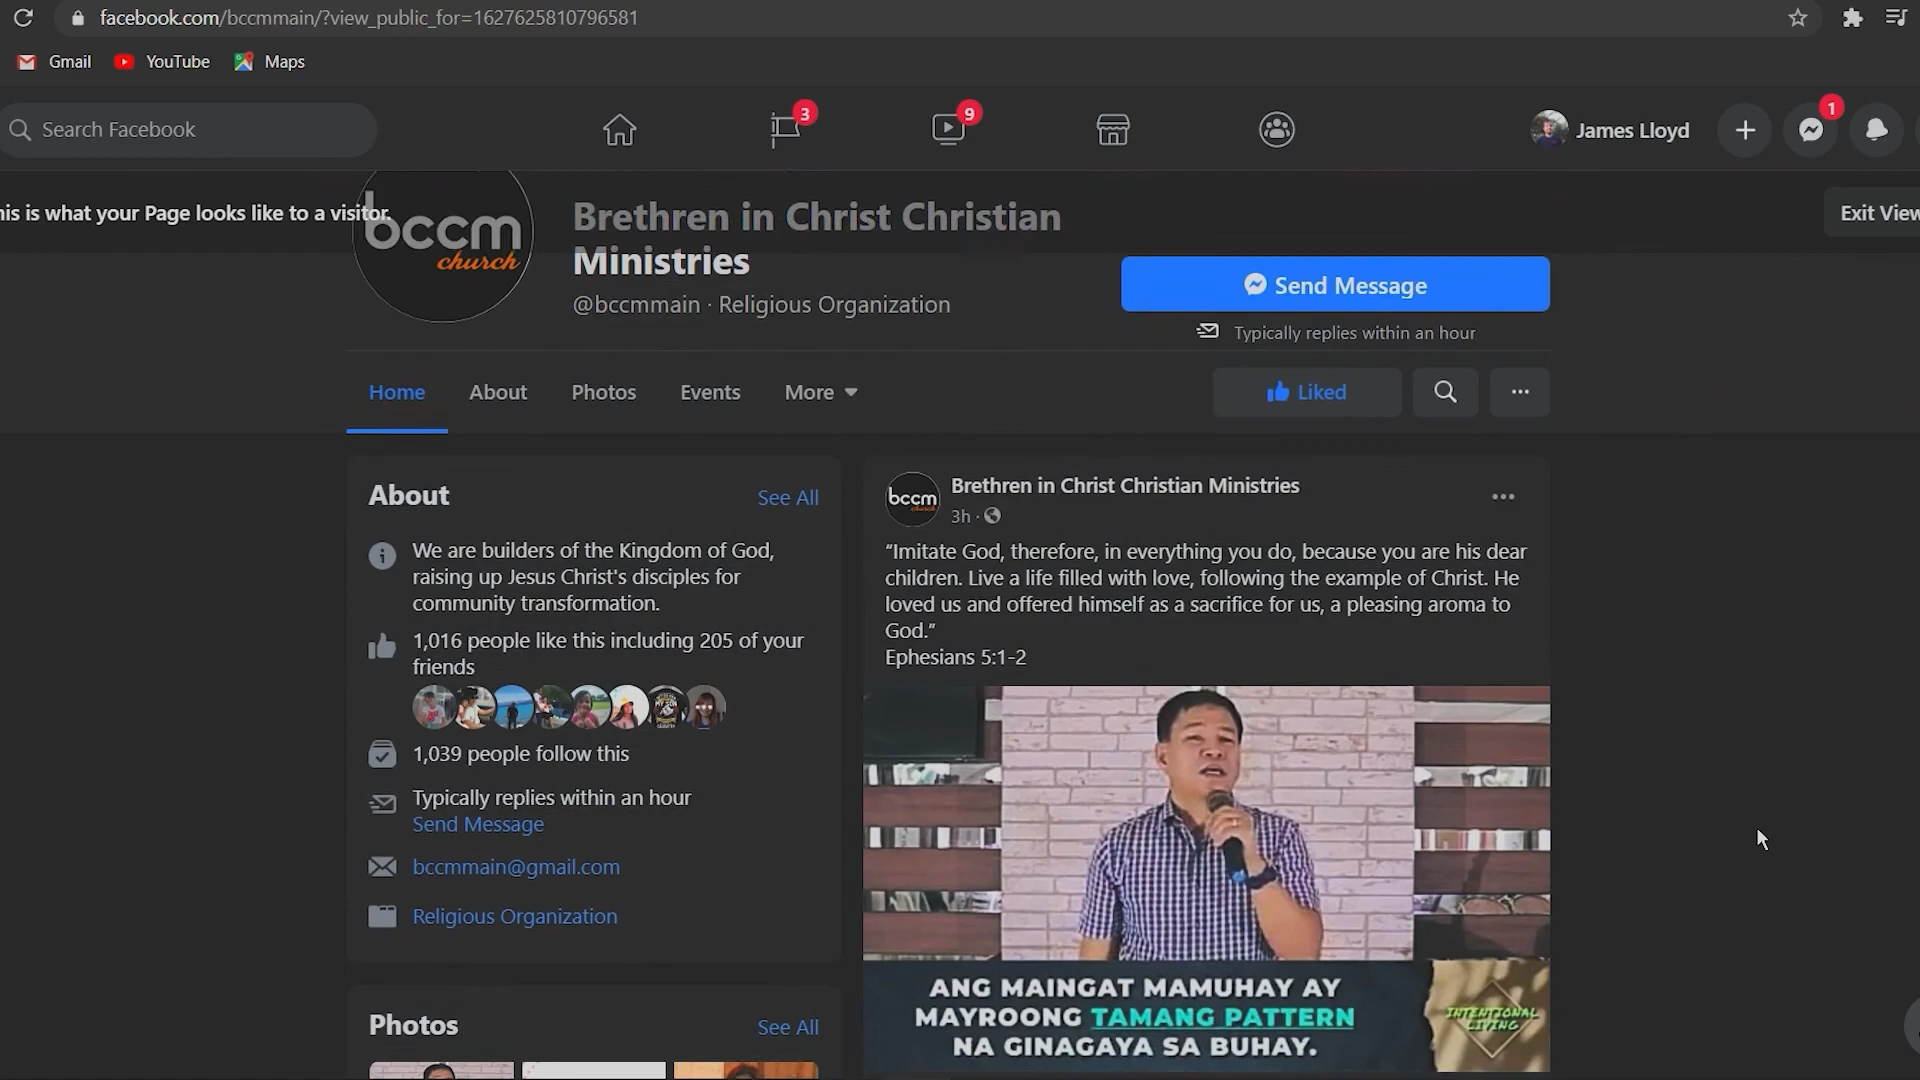 facebook.com/bccmmain/?view_public_for=1627625810796581
Gmail
YouTube
Maps
Search Facebook
3
9
James Lloyd
1
his is what your Page looks like to a visitor.
Exit View
bccm
church
Brethren in Christ Christian
Ministries
@bccmmain · Religious Organization
Send Message
Typically replies within an hour
Home
About
Photos
Events
More
Liked
About
See All
We are builders of the Kingdom of God,
raising up Jesus Christ's disciples for
community transformation.
1,016 people like this including 205 of your
friends
1,039 people follow this
Typically replies within an hour
Send Message
bccmmain@gmail.com
Religious Organization
Photos
See All
bccm
church
Brethren in Christ Christian Ministries
3h ·
“Imitate God, therefore, in everything you do, because you are his dear
children. Live a life filled with love, following the example of Christ. He
loved us and offered himself as a sacrifice for us, a pleasing aroma to
God.”
Ephesians 5:1-2
ANG MAINGAT MAMUHAY AY
MAYROONG TAMANG PATTERN
NA GINAGAYA SA BUHAY.
INTENTIONAL
LIVING